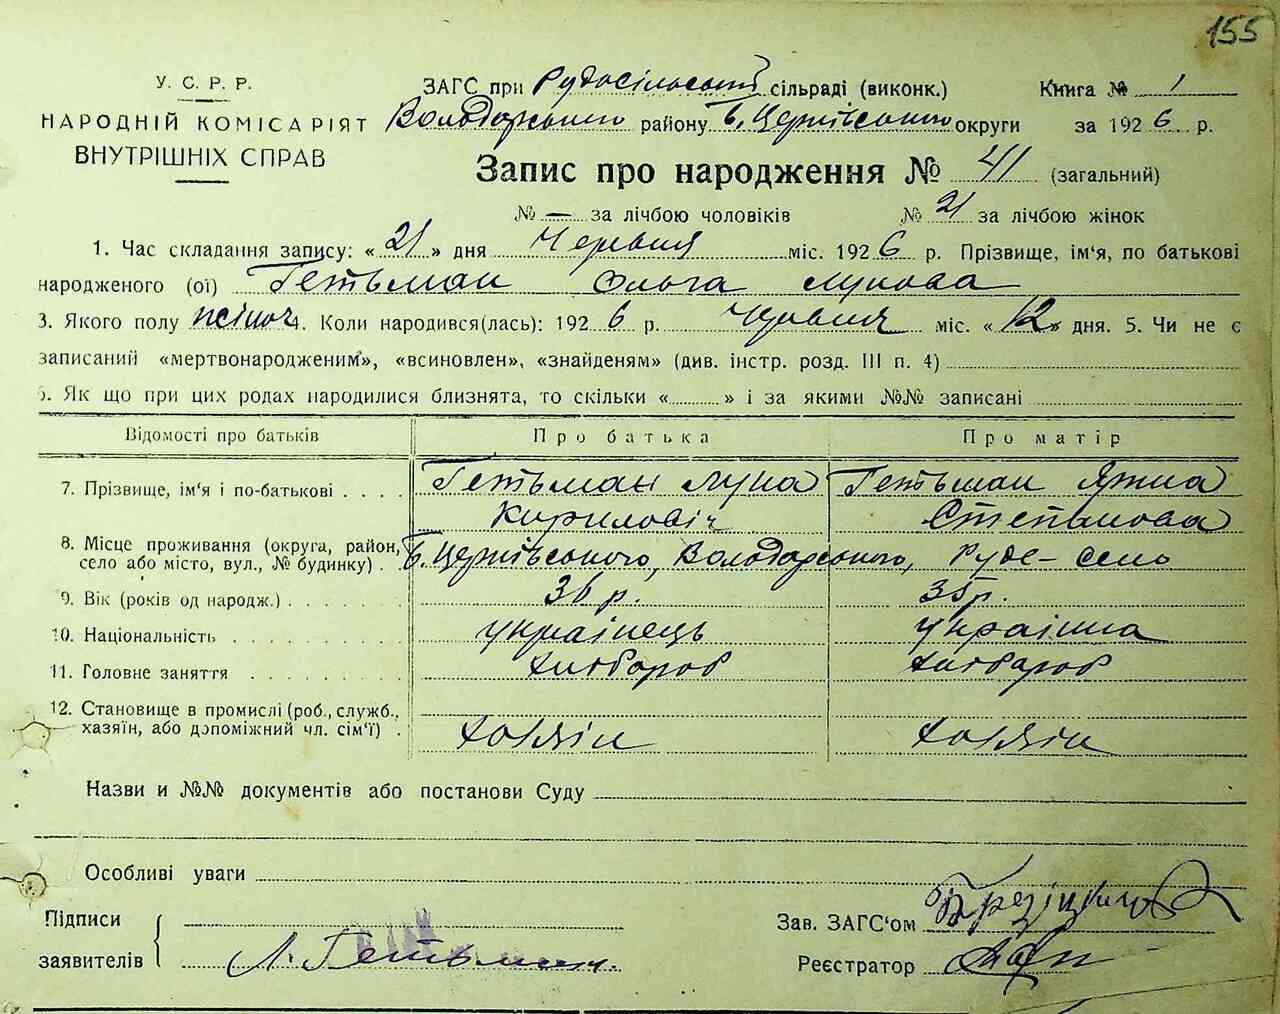 155
У. С. Р. Р.
НАРОДНІЙ КОМІСАРІЯТ
ВНУТРІШНІХ СПРАВ
ЗАГС при Рудосільській сільраді (виконк.) Книга № 1
Володарського району Б. Церківського округи за 1926 р.
Запис про народження № 41 (загальний)
№ — за лічбою чоловіків № 21 за лічбою жінок
1. Час складання запису: «21» дня Червня міс. 1926 р. Прізвище, ім'я, по батькові
народженого (ої) Гетьман Ольга Лукова
3. Якого полу жіноч 4. Коли народився(лась): 1926 р. Червня міс. «12» дня. 5. Чи не є
записаний «мертвонародженим», «всиновлен», «знайденям» (див. інстр. розд. III п. 4)
6. Як що при цих родах народилися близнята, то скільки « » і за якими №№ записані
Відомості про батьків Про батька Про матір
7. Прізвище, ім'я і по-батькові . . . . Гетьман Лука Гетьман Ярина
Кирилович Степанова
8. Місце проживання (округа, район,
село або місто, вул., № будинку) . Б. Церківського, Володарського, Руде-село
9. Вік (років од народж.) . . . . . . . 36 р. 35 р.
10. Національність . . . . . . . . . українець українка
11. Головне заняття . . . . . . . . хлібороб хлібороб
12. Становище в промислі (роб., служб.,
хазяїн, або допоміжний чл. сім'ї) . хазяїн хазяїн
Назви и №№ документів або постанови Суду
Особливі уваги
Підписи
заявителів Л. Гетьман.
Зав. ЗАГС'ом
Реєстратор